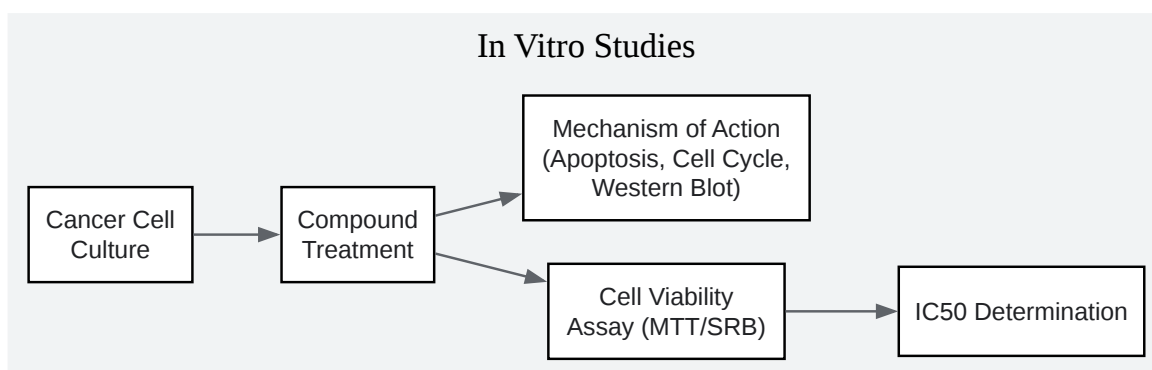 In Vitro Studies
Mechanism of Action
(Apoptosis, Cell Cycle,
Western Blot)
Cancer Cell
Culture
Compound
Treatment
Cell Viability
Assay (MTT/SRB)
IC50 Determination